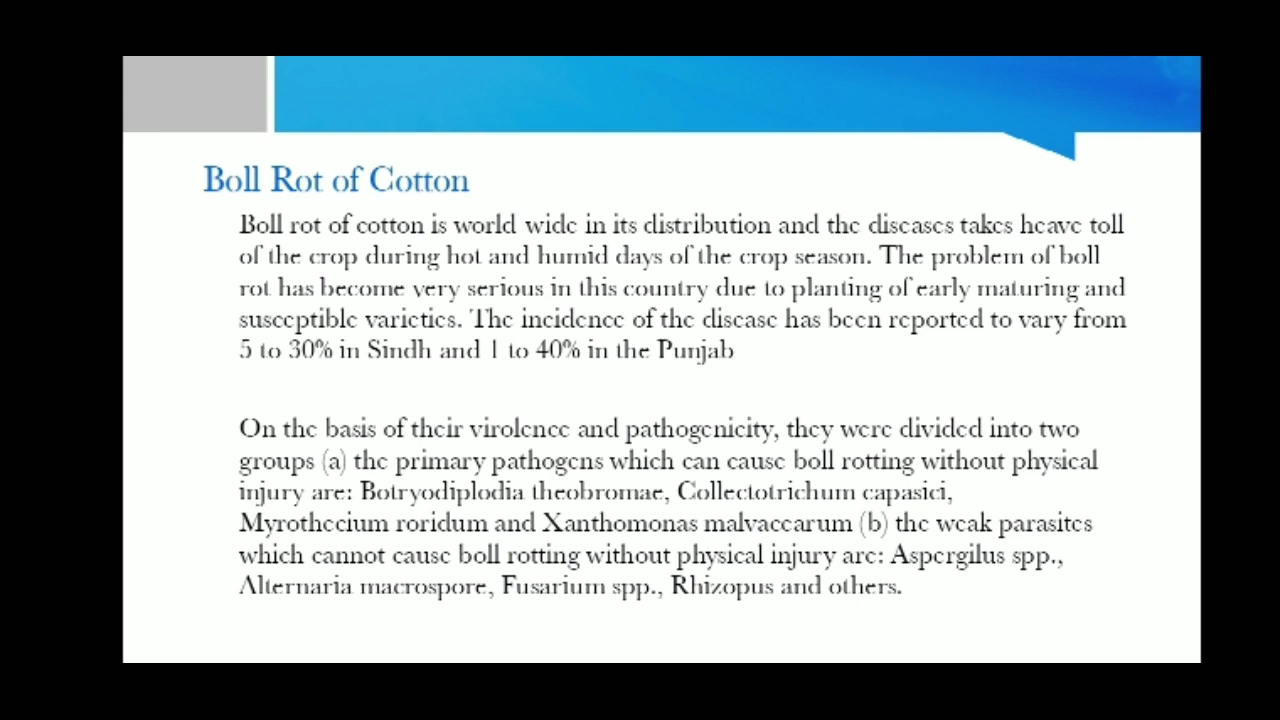 Boll Rot of Cotton
Boll rot of cotton is world wide in its distribution and the diseases takes heave toll
of the crop during hot and humid days of the crop season. The problem of boll
rot has become very serious in this country due to planting of early maturing and
susceptible varieties. The incidence of the disease has been reported to vary from
5 to 30% in Sindh and 1 to 40% in the Punjab
On the basis of their virolence and pathogenicity, they were divided into two
groups (a) the primary pathogens which can cause boll rotting without physical
injury are: Botryodiplodia theobromae, Collectotrichum capasici,
Myrothecium roridum and Xanthomonas malvacearum (b) the weak parasites
which cannot cause boll rotting without physical injury are: Aspergilus spp.,
Alternaria macrospore, Fusarium spp., Rhizopus and others.